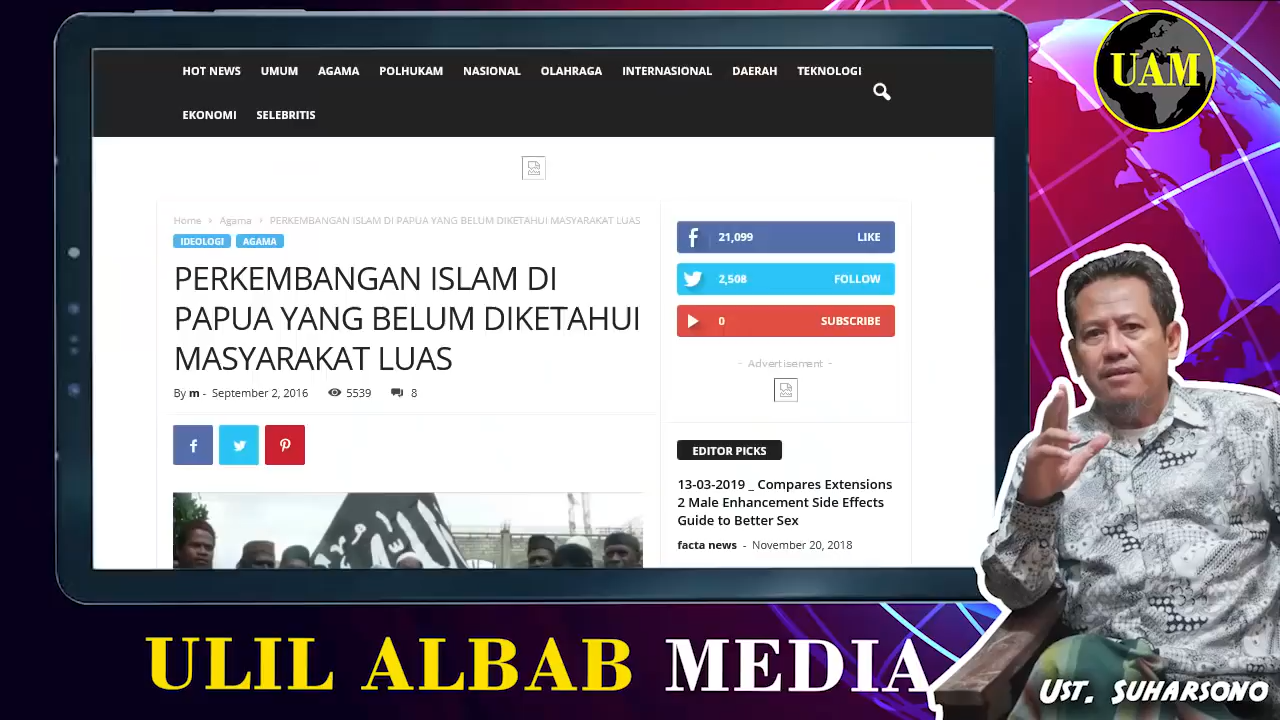 HOT NEWS UMUM AGAMA POLHUKAM NASIONAL OLAHRAGA INTERNASIONAL DAERAH TEKNOLOGI
EKONOMI SELEBRITIS
UAM
Home › Agama › PERKEMBANGAN ISLAM DI PAPUA YANG BELUM DIKETAHUI MASYARAKAT LUAS
IDEOLOGI AGAMA
PERKEMBANGAN ISLAM DI
PAPUA YANG BELUM DIKETAHUI
MASYARAKAT LUAS
By m - September 2, 2016 5539 8
21,099 LIKE
2,508 FOLLOW
0 SUBSCRIBE
- Advertisement -
EDITOR PICKS
13-03-2019 _ Compares Extensions
2 Male Enhancement Side Effects
Guide to Better Sex
facta news - November 20, 2018
ULIL ALBAB MEDIA
UST. SUHARSONO